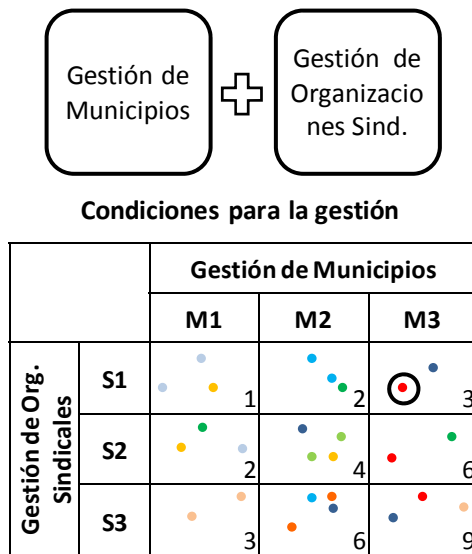 Gestión de
Municipios
Gestión de
Organizacio
nes Sind.
Condiciones para la gestión
Gestión de Municipios
M1 M2 M3
Gestión de Org.
Sindicales
S1 1 2 3
S2 2 4 6
S3 3 6 9